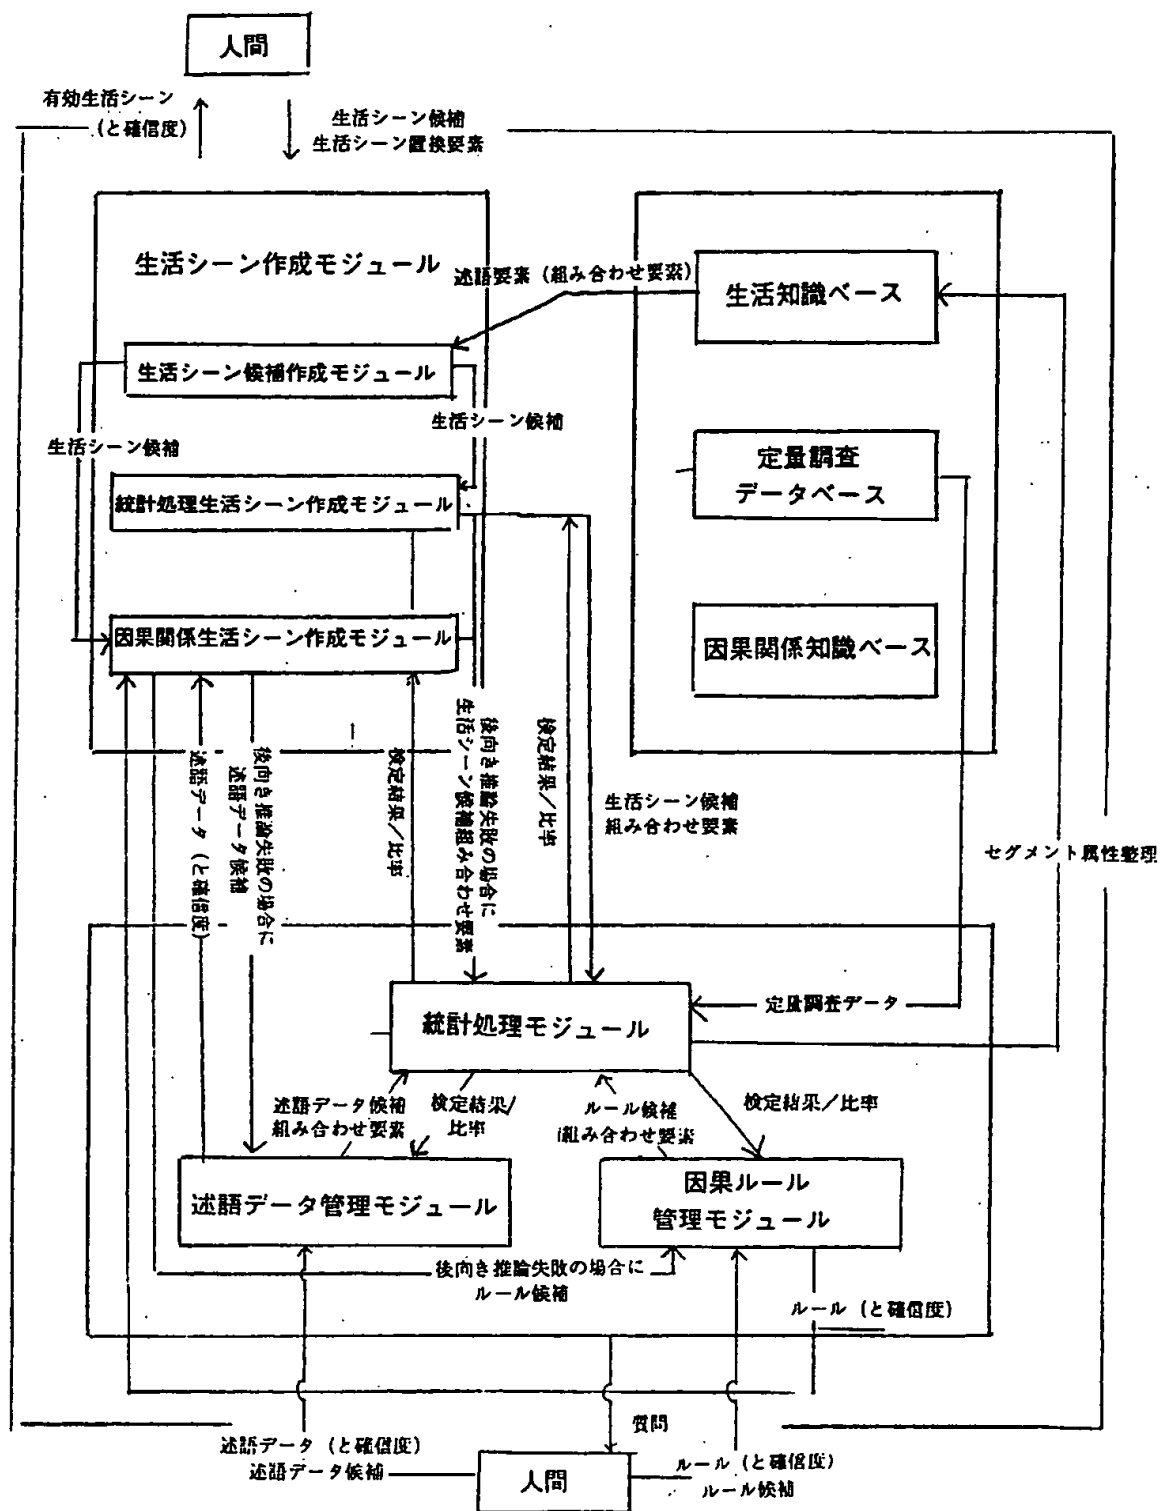 人間
有効生活シーン
(と確信度)
生活シーン候補
生活シーン置換要素
生活シーン作成モジュール
述語要素 (組み合わせ要素)
生活知識ベース
生活シーン候補作成モジュール
生活シーン候補
生活シーン候補
定量調査
データベース
統計処理生活シーン作成モジュール
因果関係生活シーン作成モジュール
因果関係知識ベース
述語データ (と確信度)
後向き推論失敗の場合に
述語データ候補
検定結果/比率
後向き推論失敗の場合に
生活シーン候補組み合わせ要素
検定結果/比率
生活シーン候補
組み合わせ要素
セグメント属性整理
定量調査データ
統計処理モジュール
述語データ候補
組み合わせ要素
検定結果/
比率
ルール候補
組み合わせ要素
検定結果/比率
述語データ管理モジュール
因果ルール
管理モジュール
後向き推論失敗の場合に
ルール候補
ルール (と確信度)
質問
述語データ (と確信度)
述語データ候補
人間
ルール (と確信度)
ルール候補